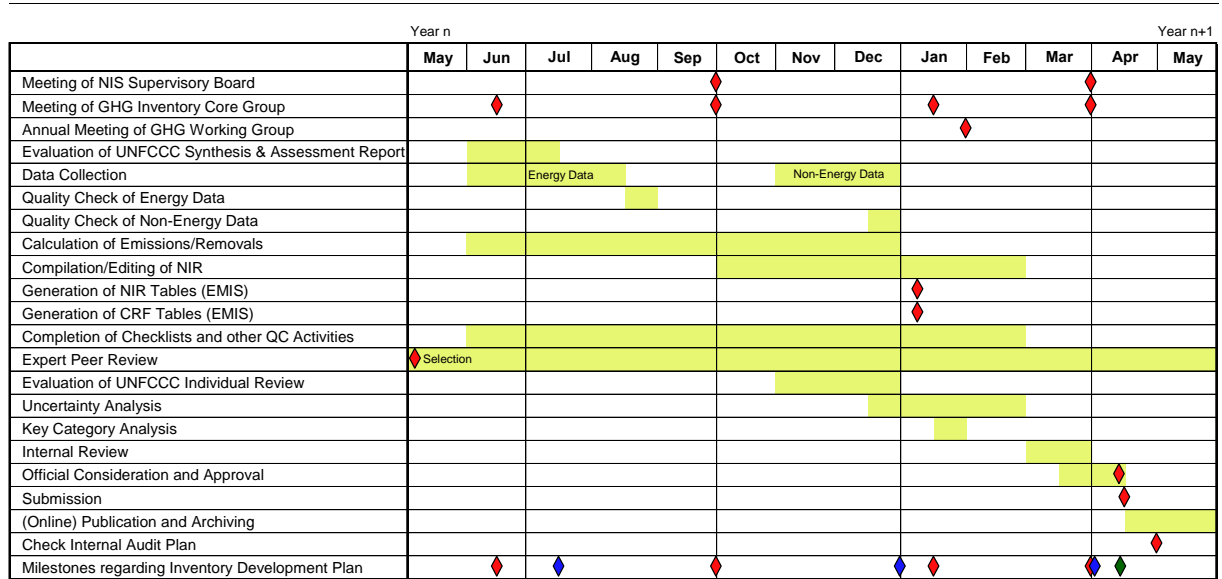 Year n Year n+1
May Jun Jul Aug Sep Oct Nov Dec Jan Feb Mar Apr May
Meeting of NIS Supervisory Board
Meeting of GHG Inventory Core Group
Annual Meeting of GHG Working Group
Evaluation of UNFCCC Synthesis & Assessment Report
Data Collection Energy Data Non-Energy Data
Quality Check of Energy Data
Quality Check of Non-Energy Data
Calculation of Emissions/Removals
Compilation/Editing of NIR
Generation of NIR Tables (EMIS)
Generation of CRF Tables (EMIS)
Completion of Checklists and other QC Activities
Expert Peer Review Selection
Evaluation of UNFCCC Individual Review
Uncertainty Analysis
Key Category Analysis
Internal Review
Official Consideration and Approval
Submission
(Online) Publication and Archiving
Check Internal Audit Plan
Milestones regarding Inventory Development Plan